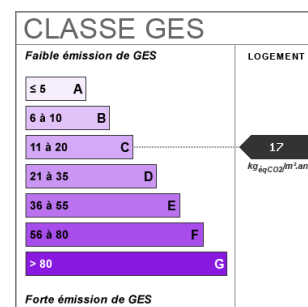 CLASSE GES
Faible émission de GES
LOGEMENT
≤ 5 A
6 à 10 B
11 à 20 C
17
kgéqCO2/m².an
21 à 35 D
36 à 55 E
56 à 80 F
> 80 G
Forte émission de GES